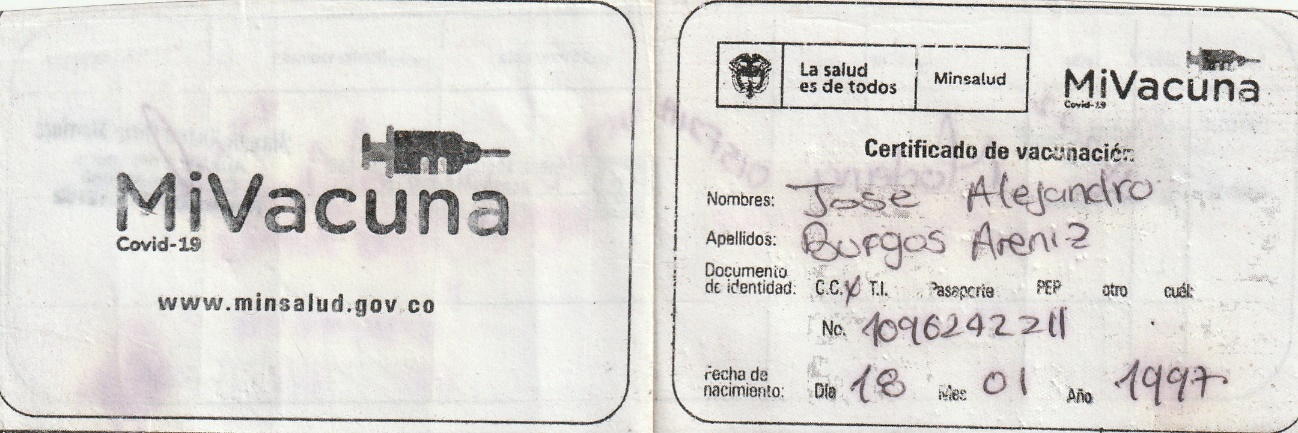 MiVacuna
Covid-19
www.minsalud.gov.co
La salud
es de todos
Minsalud
MiVacuna
Covid-19
Certificado de vacunación
Nombres: Jose Alejandro
Apellidos: Burgos Areniz
Documento
de identidad: C.C. X T.I. Pasaporte PEP otro cuál:
No. 1096242211
Fecha de
nacimiento: Día 18 Mes 01 Año 1997